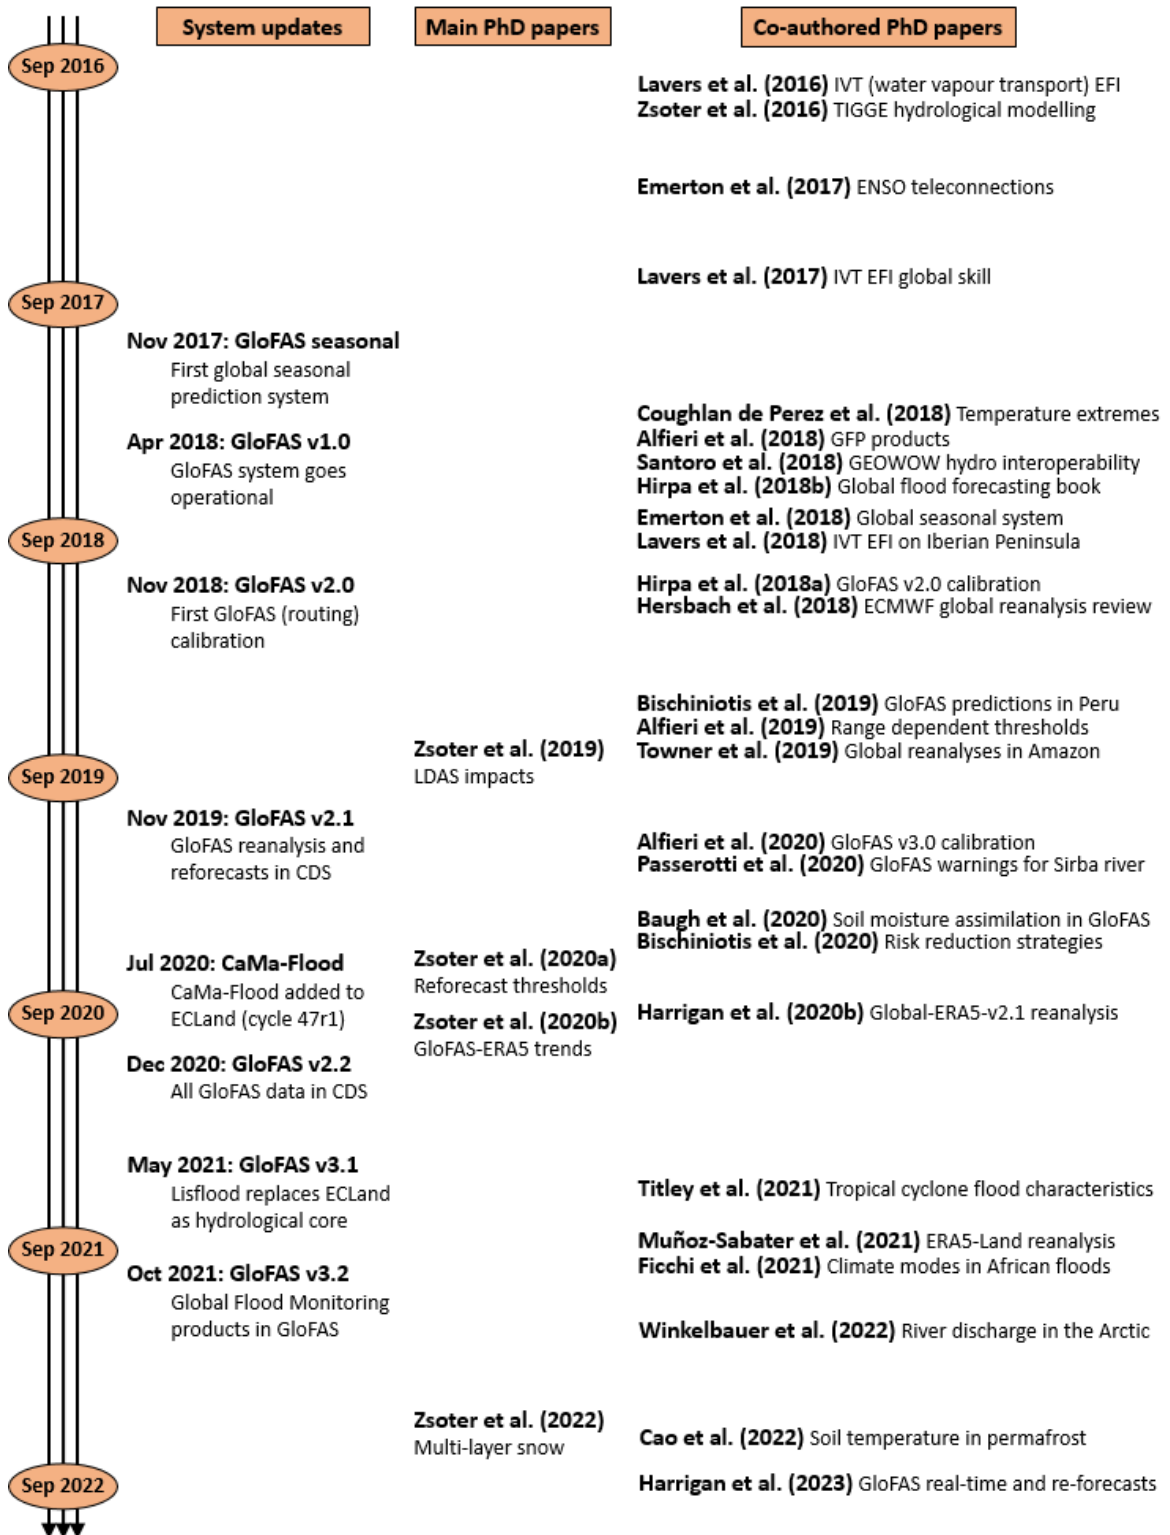 System updates
Main PhD papers
Co-authored PhD papers
Sep 2016
Lavers et al. (2016) IVT (water vapour transport) EFI
Zsoter et al. (2016) TIGGE hydrological modelling
Emerton et al. (2017) ENSO teleconnections
Lavers et al. (2017) IVT EFI global skill
Sep 2017
Nov 2017: GloFAS seasonal
First global seasonal
prediction system
Coughlan de Perez et al. (2018) Temperature extremes
Apr 2018: GloFAS v1.0
Alfieri et al. (2018) GFP products
GloFAS system goes
operational
Santoro et al. (2018) GEOWOW hydro interoperability
Hirpa et al. (2018b) Global flood forecasting book
Emerton et al. (2018) Global seasonal system
Sep 2018
Lavers et al. (2018) IVT EFI on Iberian Peninsula
Nov 2018: GloFAS v2.0
First GloFAS (routing)
calibration
Hirpa et al. (2018a) GloFAS v2.0 calibration
Hersbach et al. (2018) ECMWF global reanalysis review
Bischiniotis et al. (2019) GloFAS predictions in Peru
Alfieri et al. (2019) Range dependent thresholds
Zsoter et al. (2019)
LDAS impacts
Towner et al. (2019) Global reanalyses in Amazon
Sep 2019
Nov 2019: GloFAS v2.1
GloFAS reanalysis and
reforecasts in CDS
Alfieri et al. (2020) GloFAS v3.0 calibration
Passerotti et al. (2020) GloFAS warnings for Sirba river
Baugh et al. (2020) Soil moisture assimilation in GloFAS
Bischiniotis et al. (2020) Risk reduction strategies
Jul 2020: CaMa-Flood
CaMa-Flood added to
ECLand (cycle 47r1)
Zsoter et al. (2020a)
Reforecast thresholds
Sep 2020
Zsoter et al. (2020b)
GloFAS-ERA5 trends
Harrigan et al. (2020b) Global-ERA5-v2.1 reanalysis
Dec 2020: GloFAS v2.2
All GloFAS data in CDS
May 2021: GloFAS v3.1
Lisflood replaces ECLand
as hydrological core
Titley et al. (2021) Tropical cyclone flood characteristics
Sep 2021
Muñoz-Sabater et al. (2021) ERA5-Land reanalysis
Ficchi et al. (2021) Climate modes in African floods
Oct 2021: GloFAS v3.2
Global Flood Monitoring
products in GloFAS
Winkelbauer et al. (2022) River discharge in the Arctic
Zsoter et al. (2022)
Multi-layer snow
Cao et al. (2022) Soil temperature in permafrost
Sep 2022
Harrigan et al. (2023) GloFAS real-time and re-forecasts